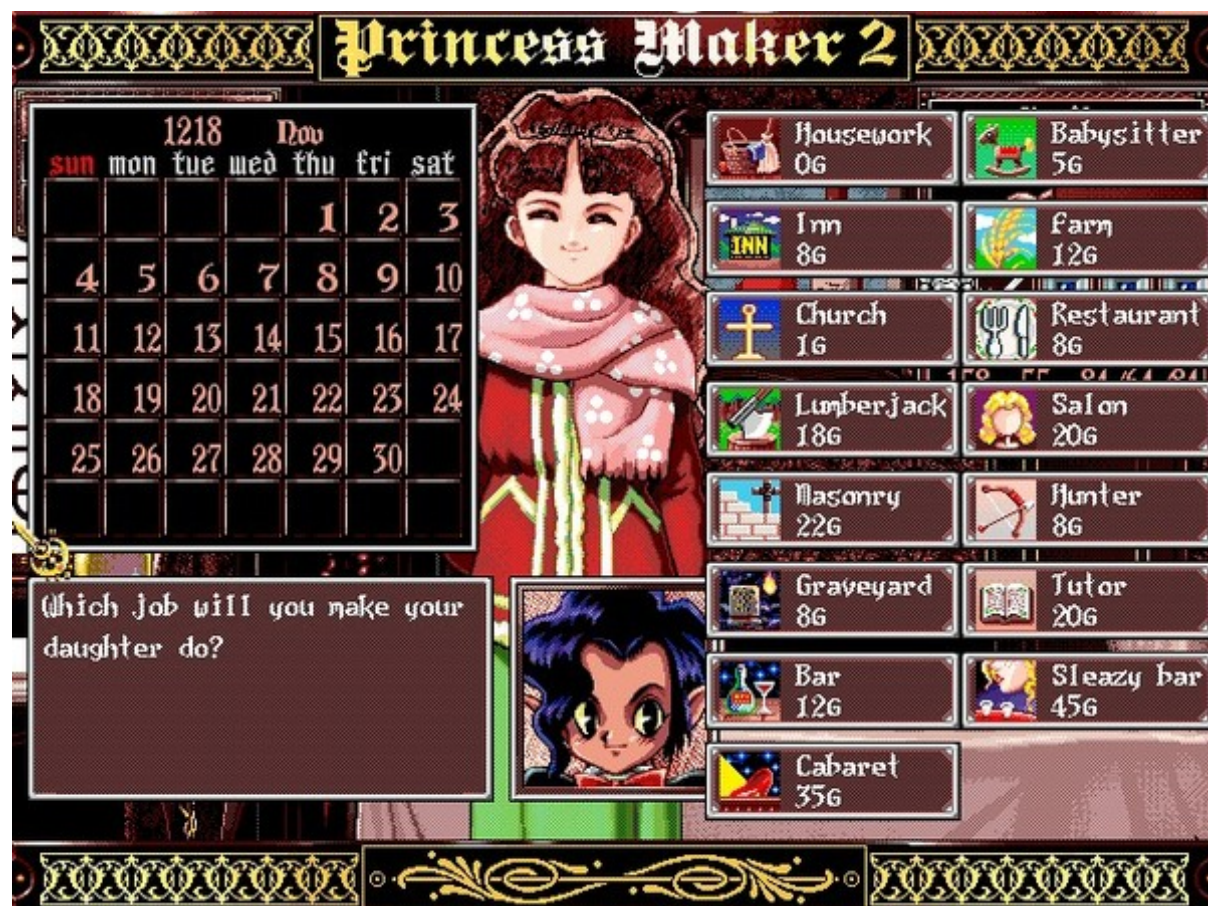 Princess Maker 2
1218 Nov
sun mon tue wed thu fri sat
1 2 3
4 5 6 7 8 9 10
11 12 13 14 15 16 17
18 19 20 21 22 23 24
25 26 27 28 29 30
Which job will you make your
daughter do?
Housework
0G
Babysitter
5G
INN
Inn
8G
Farm
12G
Church
1G
Restaurant
8G
Lumberjack
18G
Salon
20G
Masonry
22G
Hunter
8G
Graveyard
8G
Tutor
20G
Bar
12G
Sleazy bar
45G
Cabaret
35G